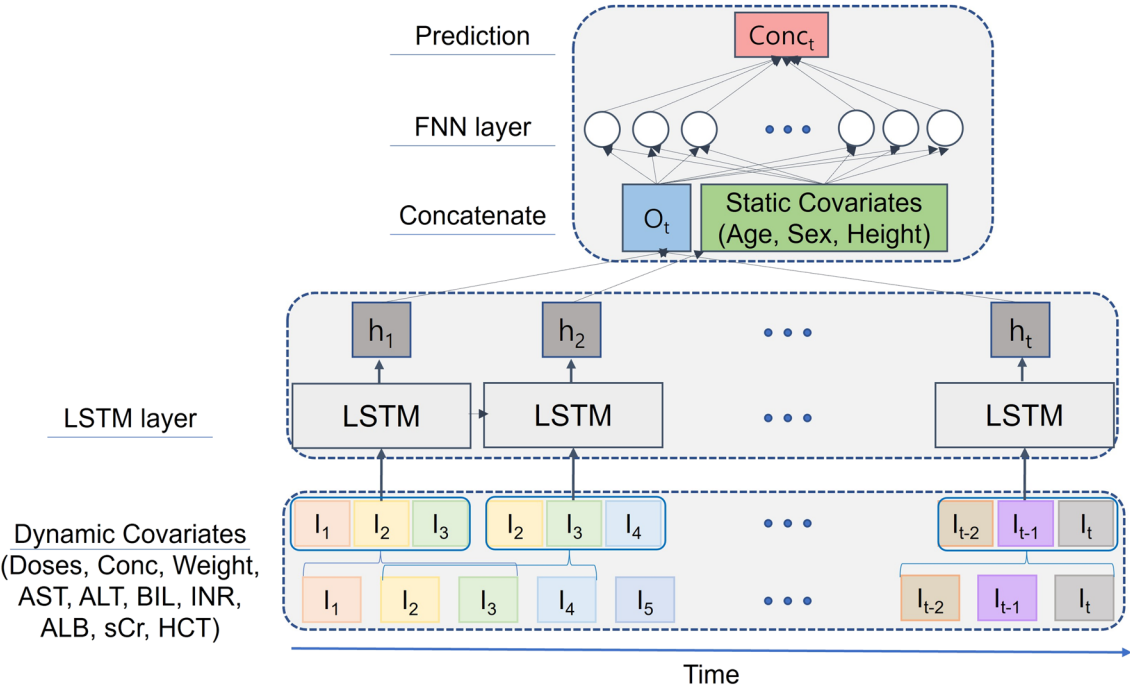 Prediction
Conc_t
FNN layer
Concatenate
O_t
Static Covariates
(Age, Sex, Height)
h_1
h_2
h_t
LSTM layer
LSTM
LSTM
LSTM
I_1 I_2 I_3
I_2 I_3 I_4
I_t-2 I_t-1 I_t
Dynamic Covariates
(Doses, Conc, Weight,
AST, ALT, BIL, INR,
ALB, sCr, HCT)
I_1 I_2 I_3 I_4 I_5
I_t-2 I_t-1 I_t
Time